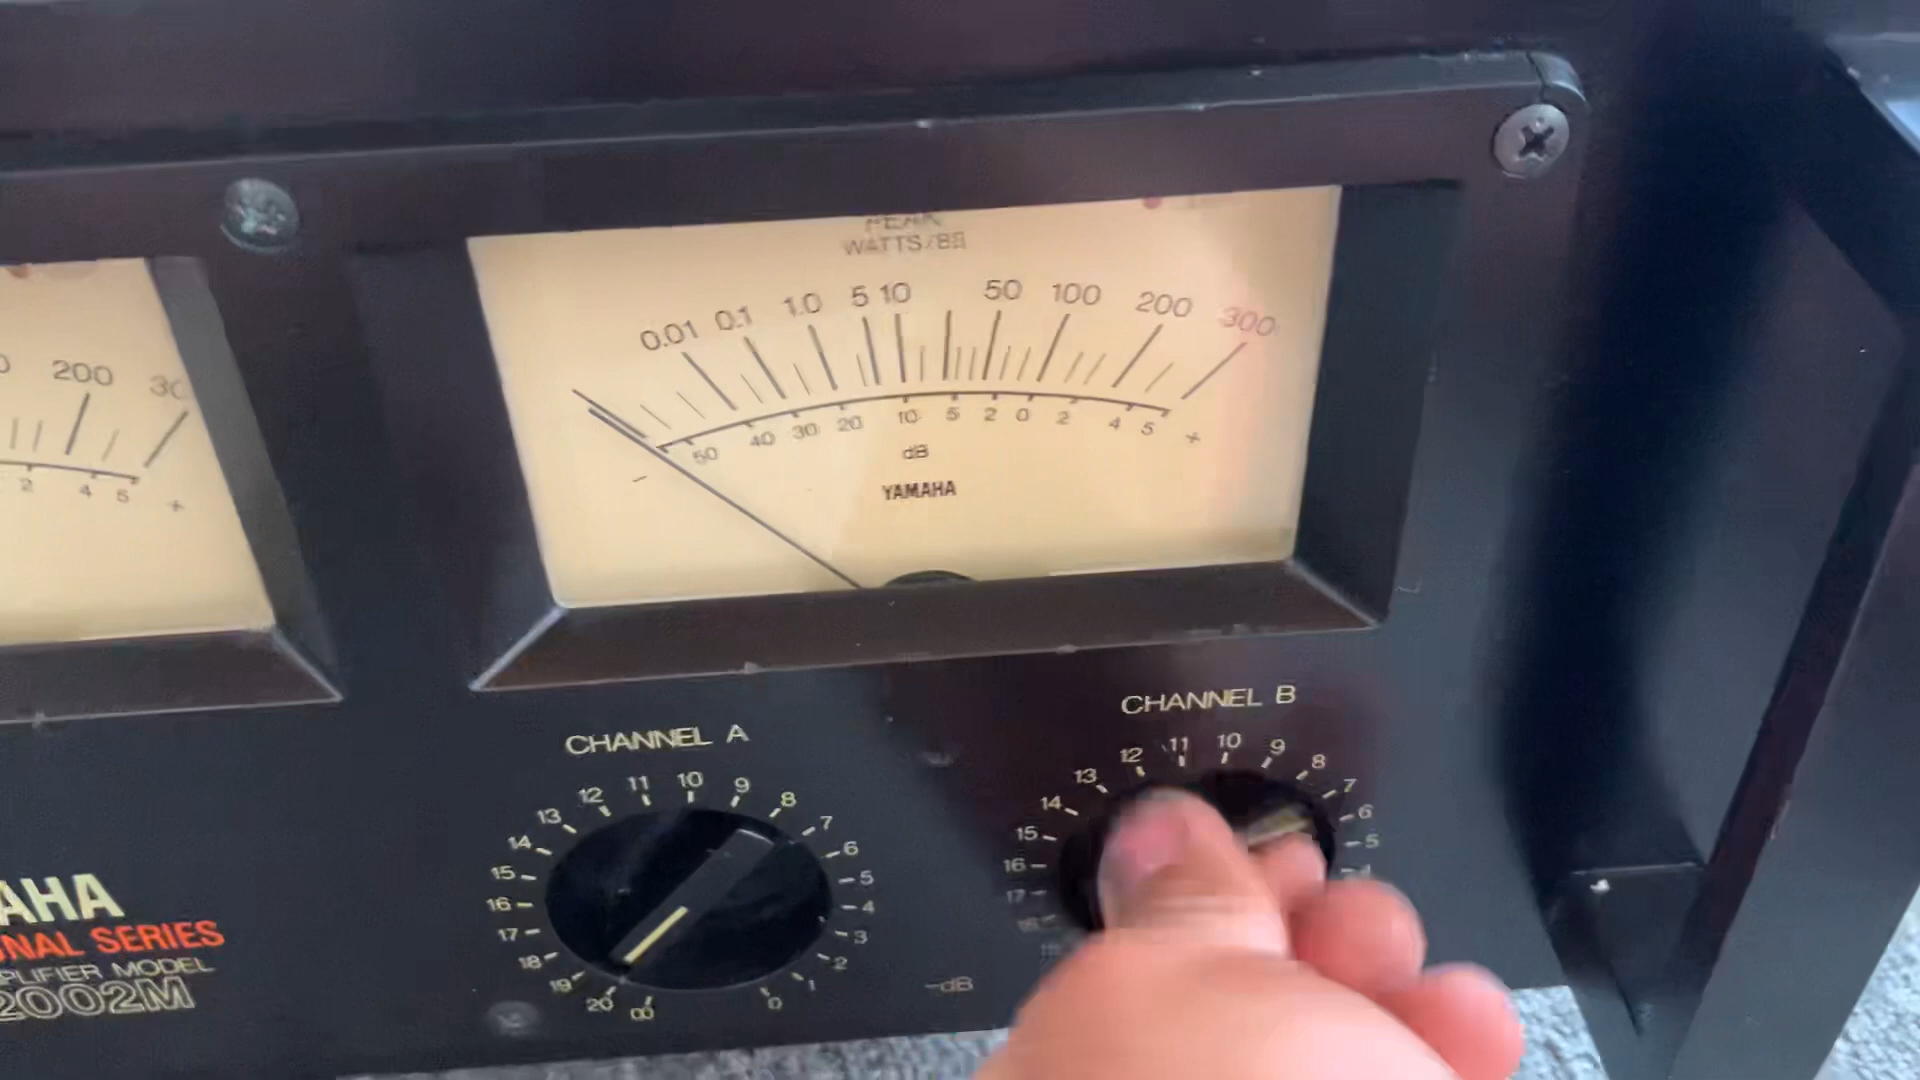 PEAK
WATTS/8Ω
0.01 0.1 1.0 5 10 50 100 200 300
50 40 30 20 10 5 2 0 2 4 5 +
−
dB
YAMAHA
200
2 4 5 +
CHANNEL A
∞ 20 19 18 17 16 15 14 13 12 11 10 9 8 7 6 5 4 3 2 1 0
CHANNEL B
17 16 15 14 13 12 11 10 9 8 7 6 5
-dB
AHA
NAL SERIES
PLIFIER MODEL
2002M